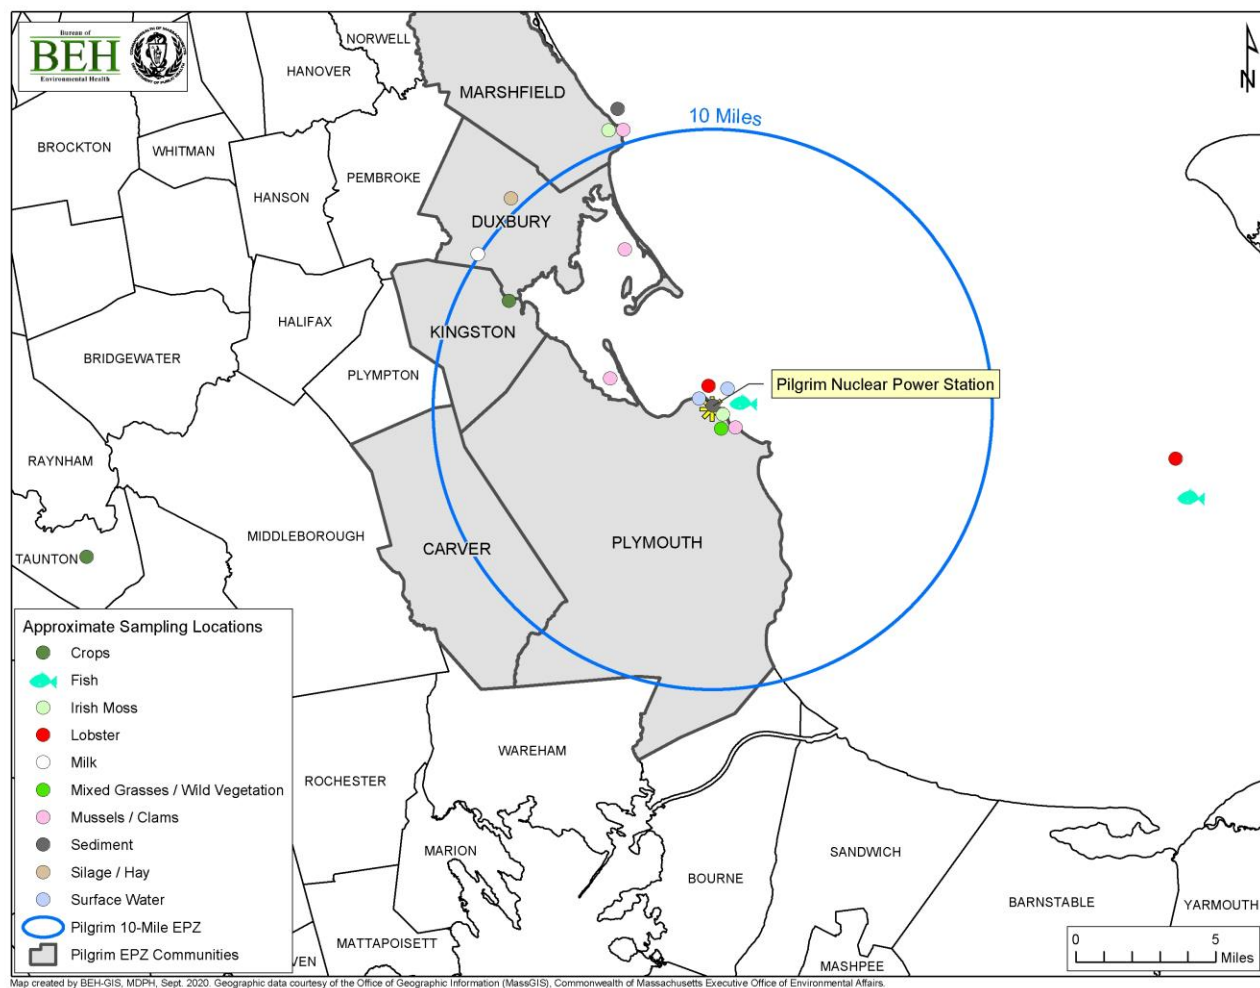 Bureau of
BEH
Environmental Health
NORWELL
HANOVER
MARSHFIELD
10 Miles
N
BROCKTON
WHITMAN
PEMBROKE
HANSON
DUXBURY
HALIFAX
KINGSTON
BRIDGEWATER
PLYMPTON
Pilgrim Nuclear Power Station
RAYNHAM
MIDDLEBOROUGH
CARVER
PLYMOUTH
TAUNTON
Approximate Sampling Locations
Crops
Fish
Irish Moss
Lobster
Milk
Mixed Grasses / Wild Vegetation
Mussels / Clams
Sediment
Silage / Hay
Surface Water
Pilgrim 10-Mile EPZ
Pilgrim EPZ Communities
WAREHAM
ROCHESTER
MARION
SANDWICH
BOURNE
BARNSTABLE
YARMOUTH
MATTAPOISETT
VEN
MASHPEE
0 5
Miles
Map created by BEH-GIS, MDPH, Sept. 2020. Geographic data courtesy of the Office of Geographic Information (MassGIS), Commonwealth of Massachusetts Executive Office of Environmental Affairs.